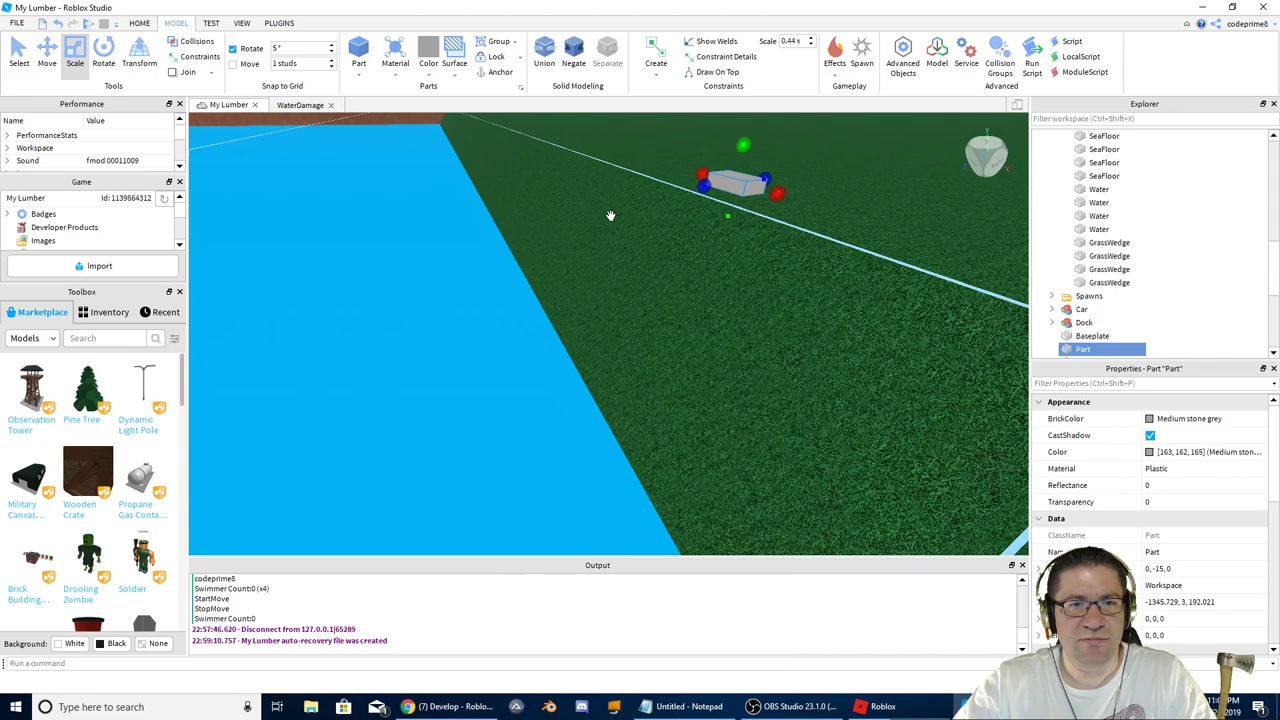 My Lumber - Roblox Studio
FILE HOME MODEL TEST VIEW PLUGINS codeprime8
Select Move Scale Rotate Transform
Collisions
Constraints
Join
Tools
Rotate 5°
Move 1 studs
Snap to Grid
Part Material Color Surface
Group
Lock
Anchor
Parts
Union Negate Separate
Solid Modeling
Create
Show Welds Scale 0.44 x
Constraint Details
Draw On Top
Constraints
Effects Spawn
Gameplay
Advanced Objects
Model Service
Collision Groups
Run Script
Script
LocalScript
ModuleScript
Advanced
Performance
Name Value
PerformanceStats
Workspace
Sound fmod 00011009
Game
My Lumber Id: 1139864312
Badges
Developer Products
Images
Import
Toolbox
Marketplace Inventory Recent
Models Search
Observation Tower
Pine Tree
Dynamic Light Pole
Military Canvas...
Wooden Crate
Propane Gas Conta...
Brick Building...
Drooling Zombie
Soldier
Background: White Black None
Run a command
My Lumber WaterDamage
Output
codeprime8
Swimmer Count:0 (x4)
StartMove
StopMove
Swimmer Count:0
22:57:46.620 - Disconnect from 127.0.0.1|65289
22:59:10.757 - My Lumber auto-recovery file was created
Explorer
Filter workspace (Ctrl+Shift+X)
SeaFloor
SeaFloor
SeaFloor
SeaFloor
Water
Water
Water
Water
GrassWedge
GrassWedge
GrassWedge
GrassWedge
Spawns
Car
Dock
Baseplate
Part
Properties - Part "Part"
Filter Properties (Ctrl+Shift+P)
Appearance
BrickColor Medium stone grey
CastShadow
Color [163, 162, 165] (Medium ston...
Material Plastic
Reflectance 0
Transparency 0
Data
ClassName Part
Part
0, -15, 0
Workspace
-1345.729, 3, 192.021
0, 0, 0
0, 0, 0
Type here to search
(7) Develop - Roblo...
Untitled - Notepad
OBS Studio 23.1.0 (...
Roblox